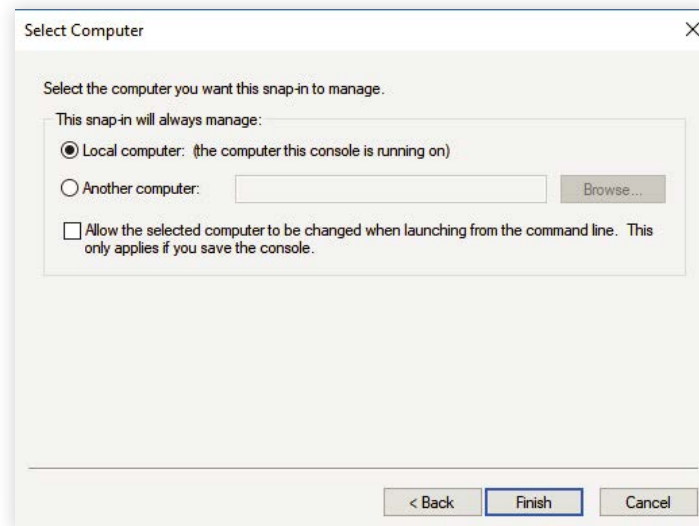 Select Computer
Select the computer you want this snap-in to manage.
This snap-in will always manage:
Local computer: (the computer this console is running on)
Another computer:
Browse...
Allow the selected computer to be changed when launching from the command line. This
only applies if you save the console.
< Back
Finish
Cancel